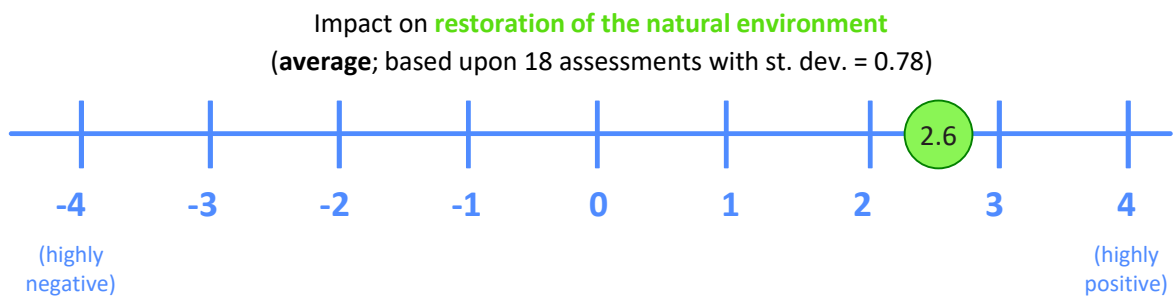 Impact on restoration of the natural environment
(average; based upon 18 assessments with st. dev. = 0.78)
2.6
-4 -3 -2 -1 0 1 2 3 4
(highly negative) (highly positive)